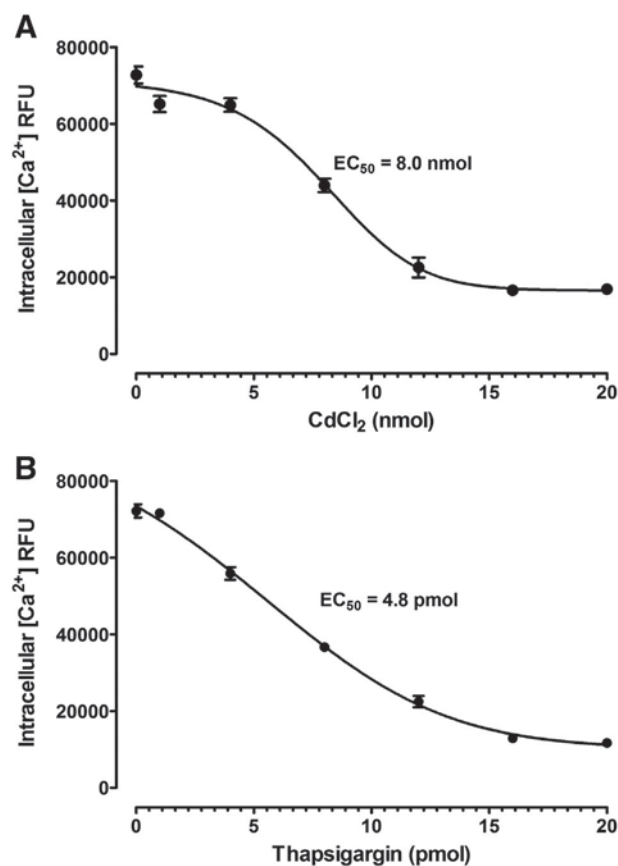 A
Intracellular [Ca²⁺] RFU
80000
60000
40000
20000
0
EC₅₀ = 8.0 nmol
0 5 10 15 20
CdCl₂ (nmol)
B
Intracellular [Ca²⁺] RFU
80000
60000
40000
20000
0
EC₅₀ = 4.8 pmol
0 5 10 15 20
Thapsigargin (pmol)